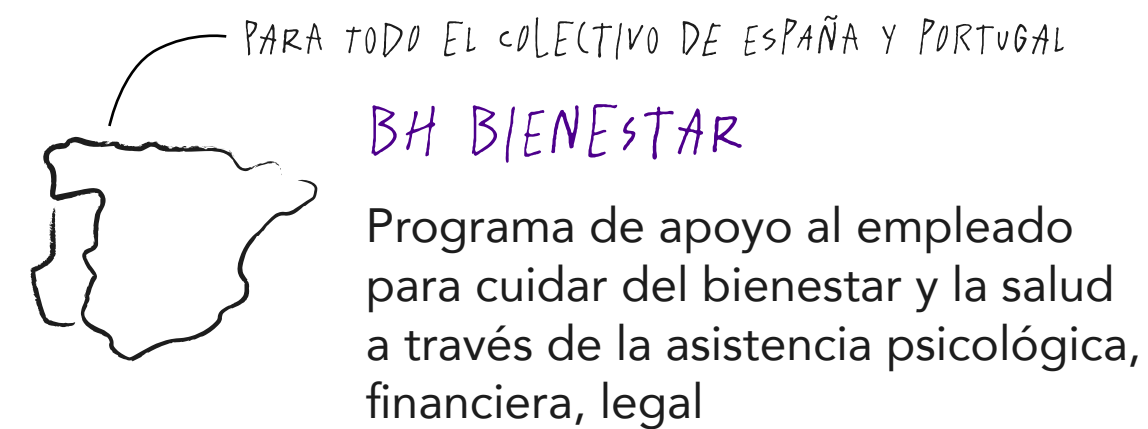 PARA TODO EL COLECTIVO DE ESPAÑA Y PORTUGAL
BH BIENESTAR
Programa de apoyo al empleado
para cuidar del bienestar y la salud
a través de la asistencia psicológica,
financiera, legal